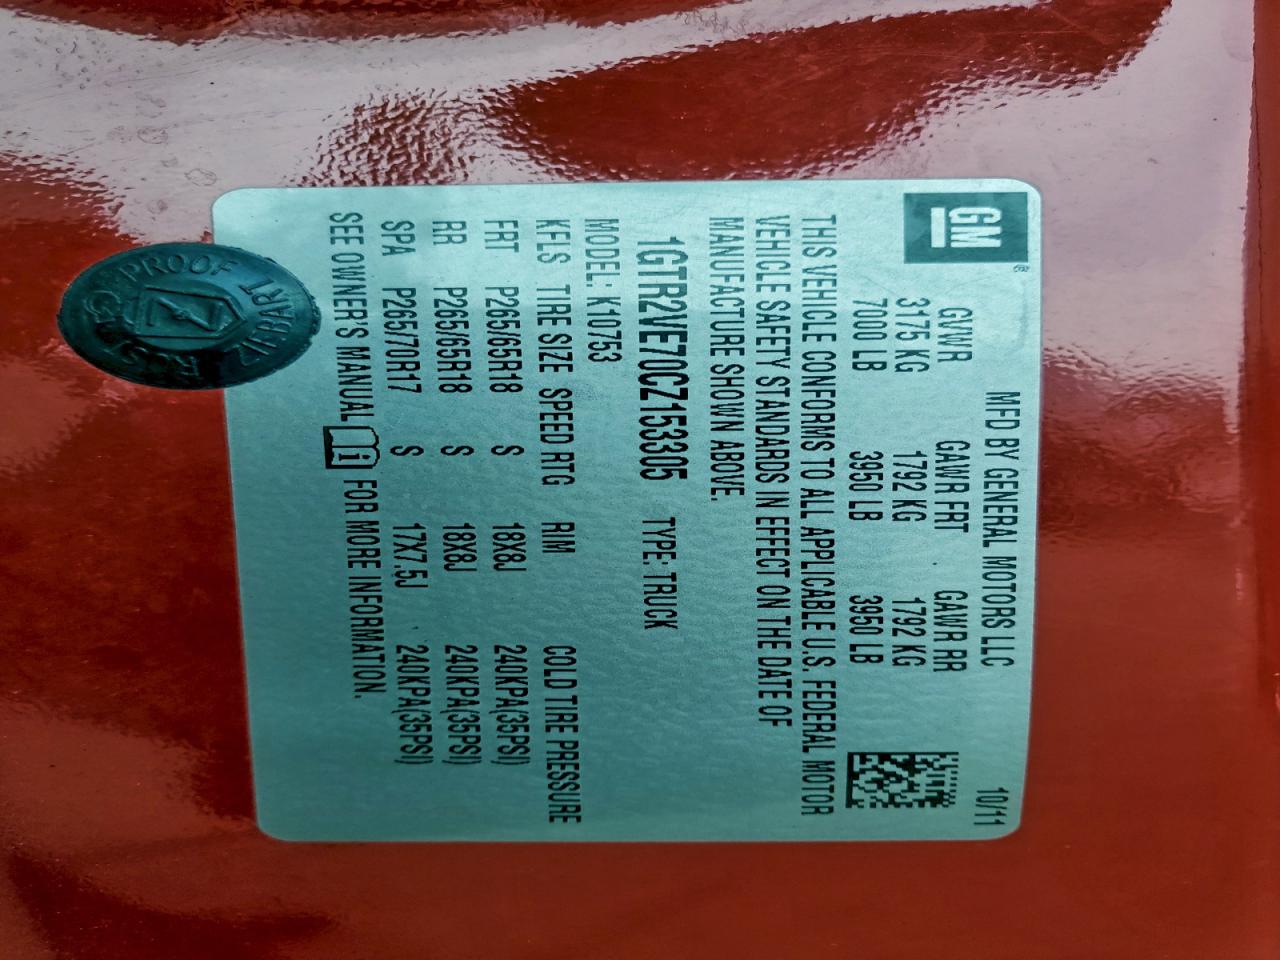 GM
MFD BY GENERAL MOTORS LLC 10/11
GVWR GAWR FRT GAWR RR
3175 KG 1792 KG 1792 KG
7000 LB 3950 LB 3950 LB
THIS VEHICLE CONFORMS TO ALL APPLICABLE U.S. FEDERAL MOTOR
VEHICLE SAFETY STANDARDS IN EFFECT ON THE DATE OF
MANUFACTURE SHOWN ABOVE.
1GTR2VE70CZ153305 TYPE: TRUCK
MODEL: K10753
KFLS TIRE SIZE SPEED RTG RIM COLD TIRE PRESSURE
FRT P265/65R18 S 18X8J 240KPA(35PSI)
RR P265/65R18 S 18X8J 240KPA(35PSI)
SPA P265/70R17 S 17X7.5J 240KPA(35PSI)
SEE OWNER'S MANUAL i FOR MORE INFORMATION.
ZIEBART
RUST
PROOF